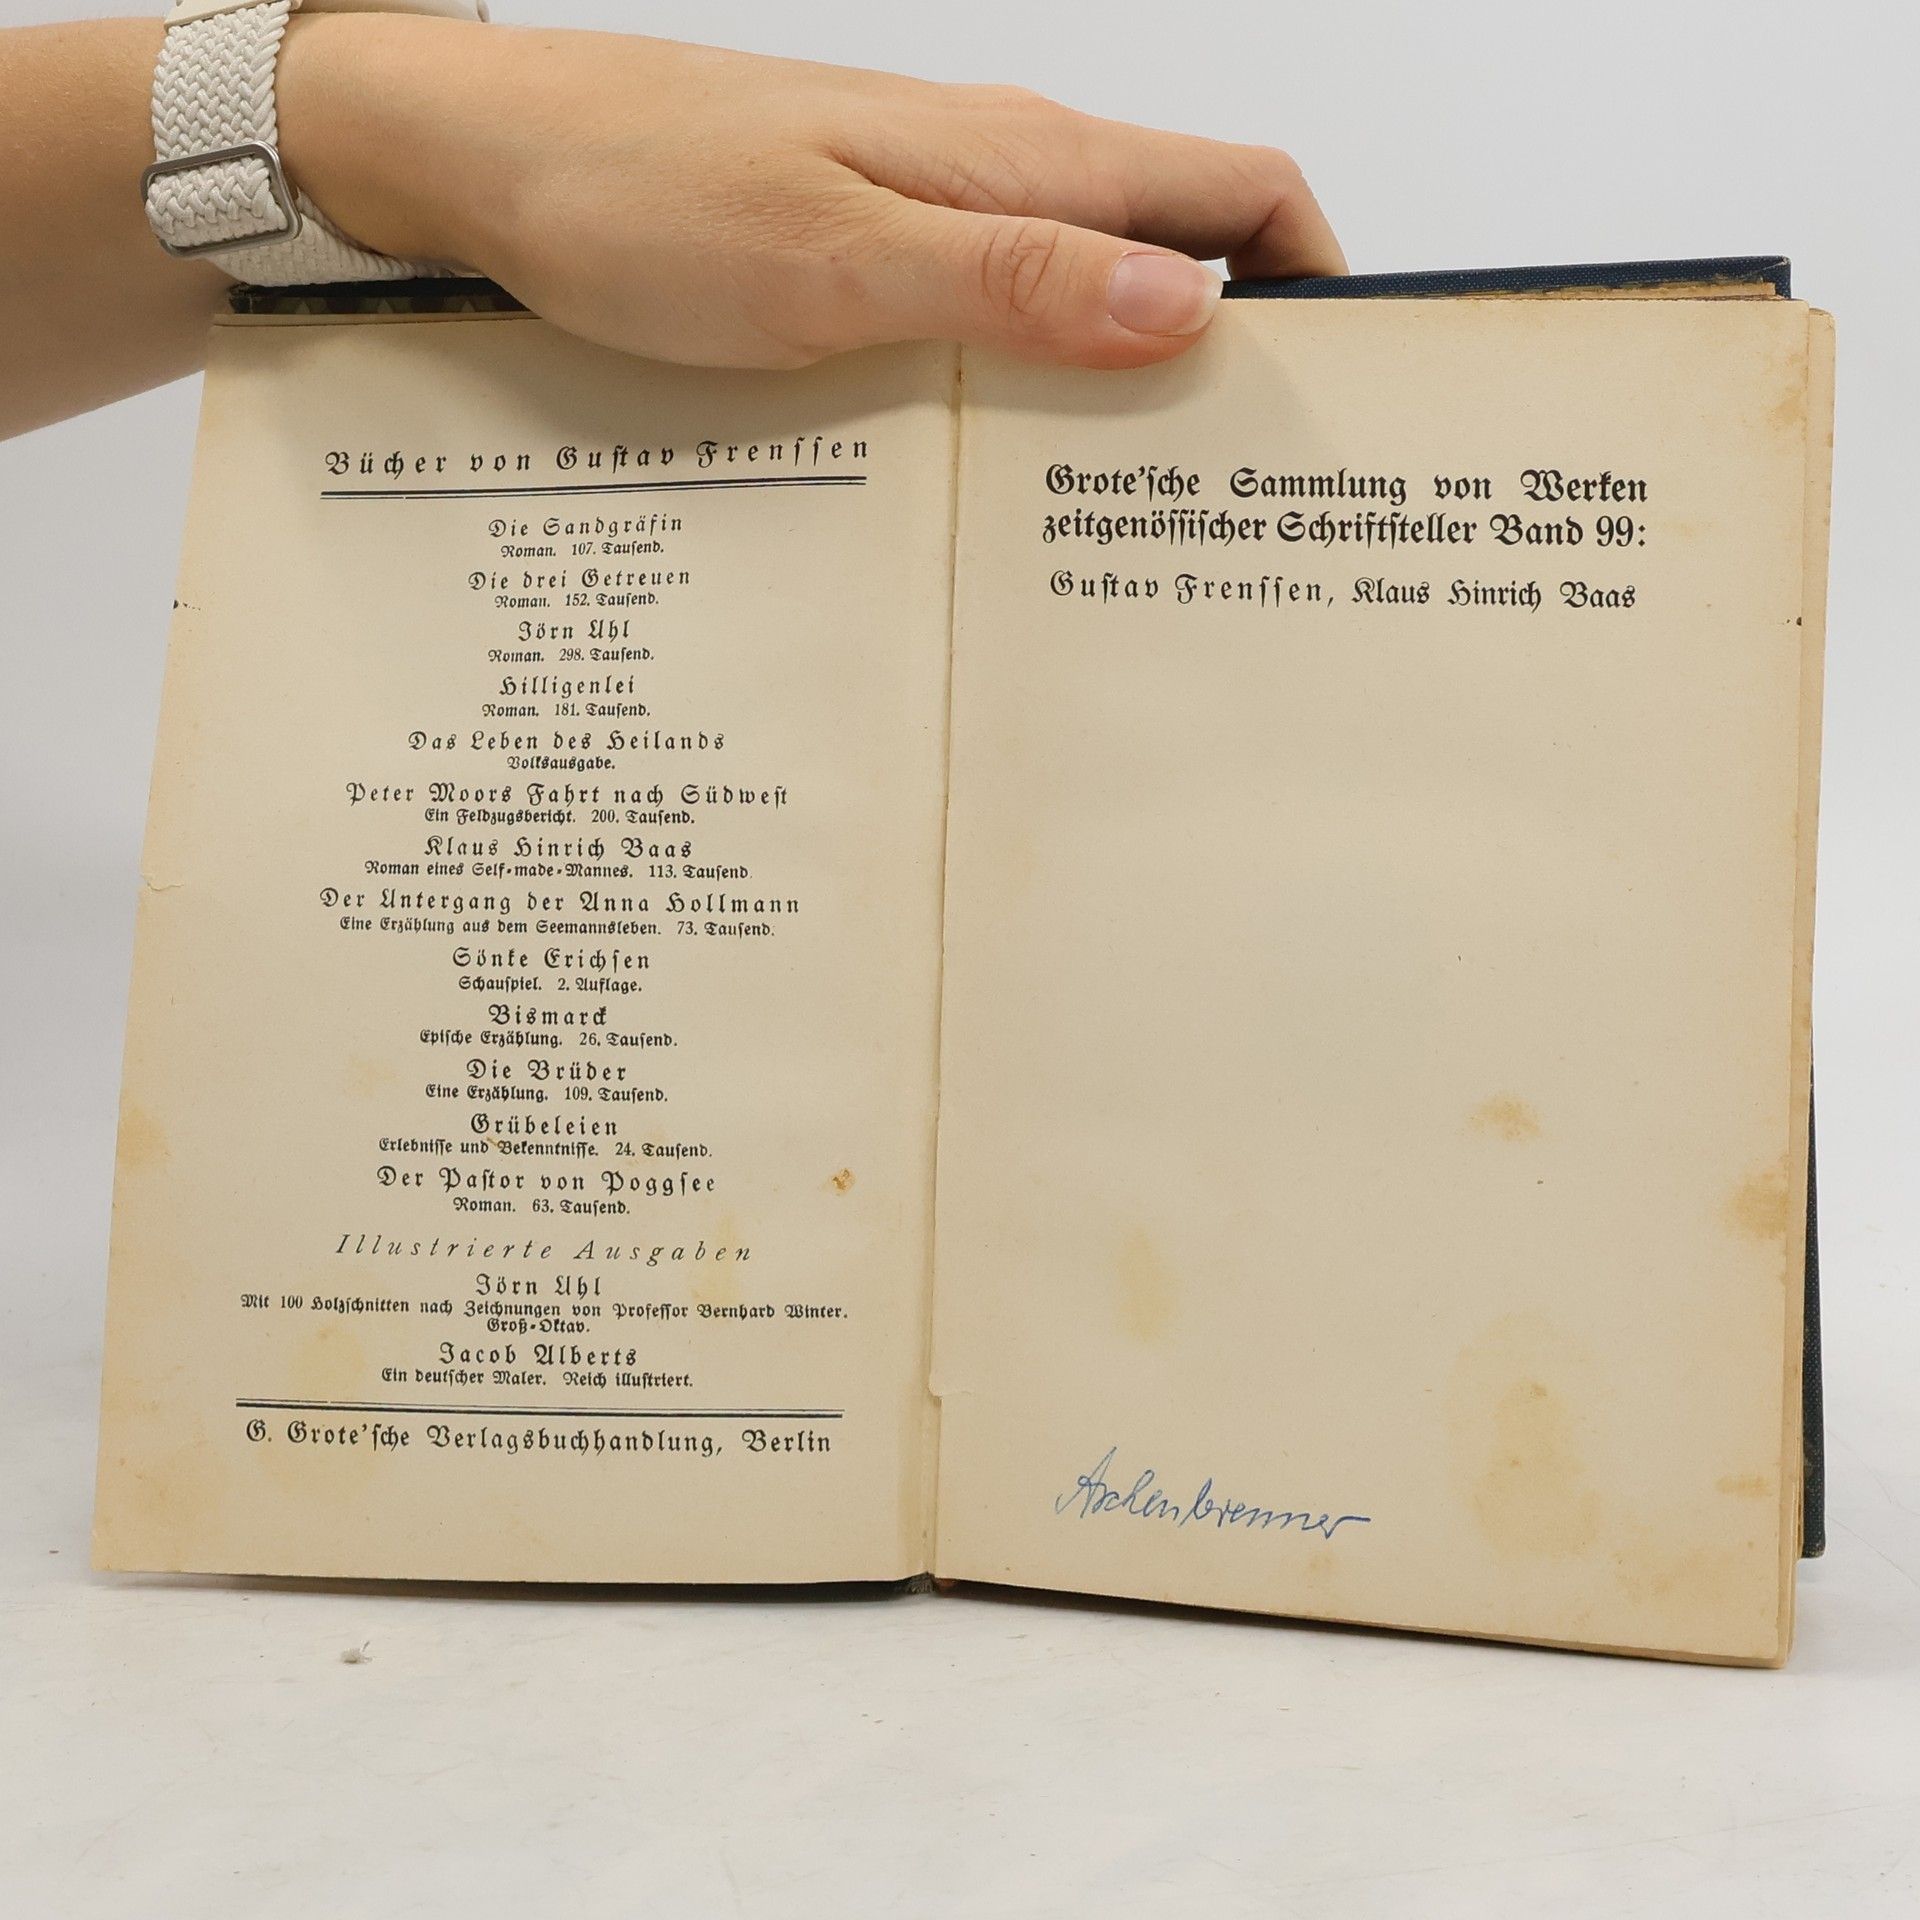 Bücher von Gustav Frenssen
Die Sandgräfin
Roman. 107. Tausend.
Die drei Getreuen
Roman. 152. Tausend.
Jörn Uhl
Roman. 298. Tausend.
Hilligenlei
Roman. 181. Tausend.
Das Leben des Heilands
Volksausgabe.
Peter Moors Fahrt nach Südwest
Ein Feldzugsbericht. 200. Tausend.
Klaus Hinrich Baas
Roman eines Self-made-Mannes. 113. Tausend.
Der Untergang der Anna Hollmann
Eine Erzählung aus dem Seemannsleben. 73. Tausend.
Sönke Erichsen
Schauspiel. 2. Auflage.
Bismarck
Epische Erzählung. 26. Tausend.
Die Brüder
Eine Erzählung. 109. Tausend.
Grübeleien
Erlebnisse und Bekenntnisse. 24. Tausend.
Der Pastor von Poggsee
Roman. 63. Tausend.
Illustrierte Ausgaben
Jörn Uhl
Mit 100 Holzschnitten nach Zeichnungen von Professor Bernhard Winter.
Groß-Oktav.
Jacob Alberts
Ein deutscher Maler. Reich illustriert.
G. Grote'sche Verlagsbuchhandlung, Berlin
Grote'sche Sammlung von Werken
zeitgenössischer Schriftsteller Band 99:
Gustav Frenssen, Klaus Hinrich Baas
Aschenbrenner